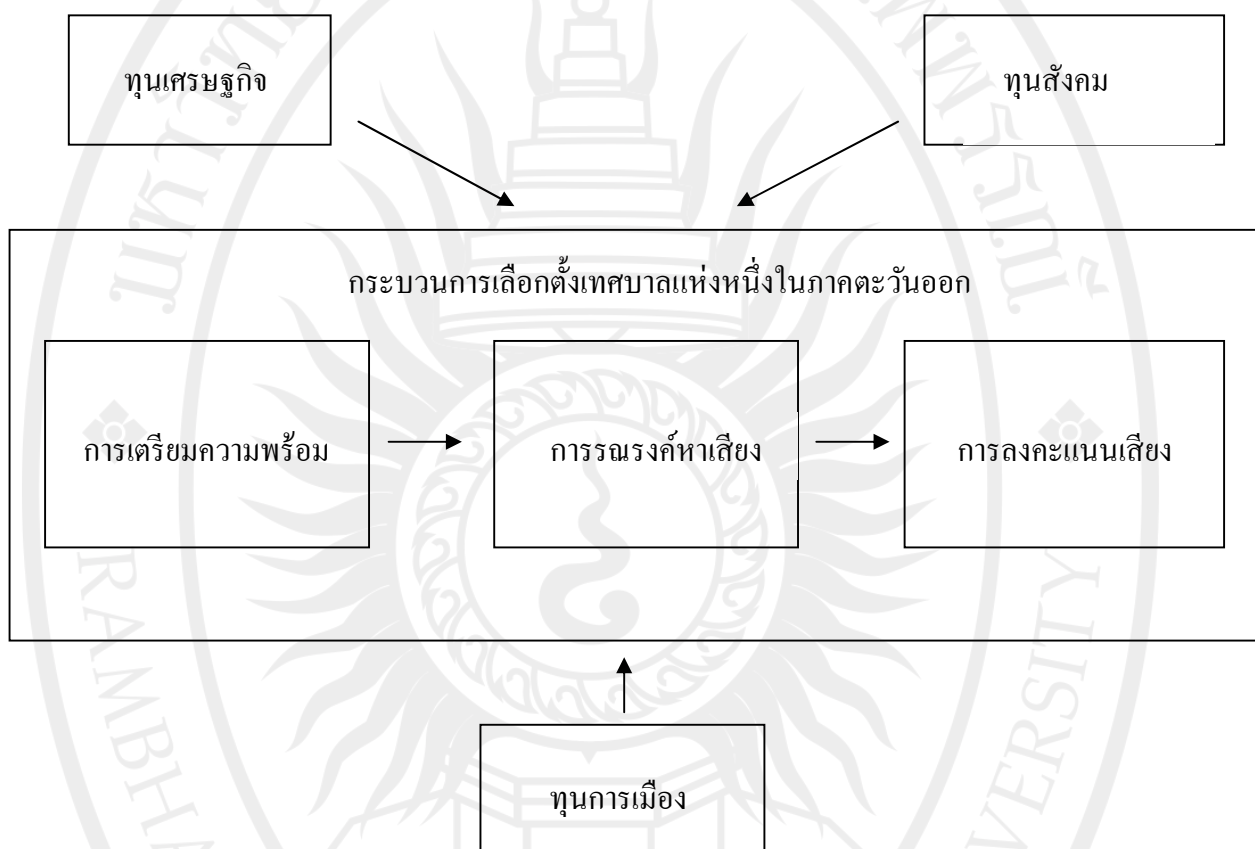 ทุนเศรษฐกิจ
ทุนสังคม
กระบวนการเลือกตั้งเทศบาลแห่งหนึ่งในภาคตะวันออก
การเตรียมความพร้อม
การรณรงค์หาเสียง
การลงคะแนนเสียง
ทุนการเมือง
RAMBHA
VERSITY